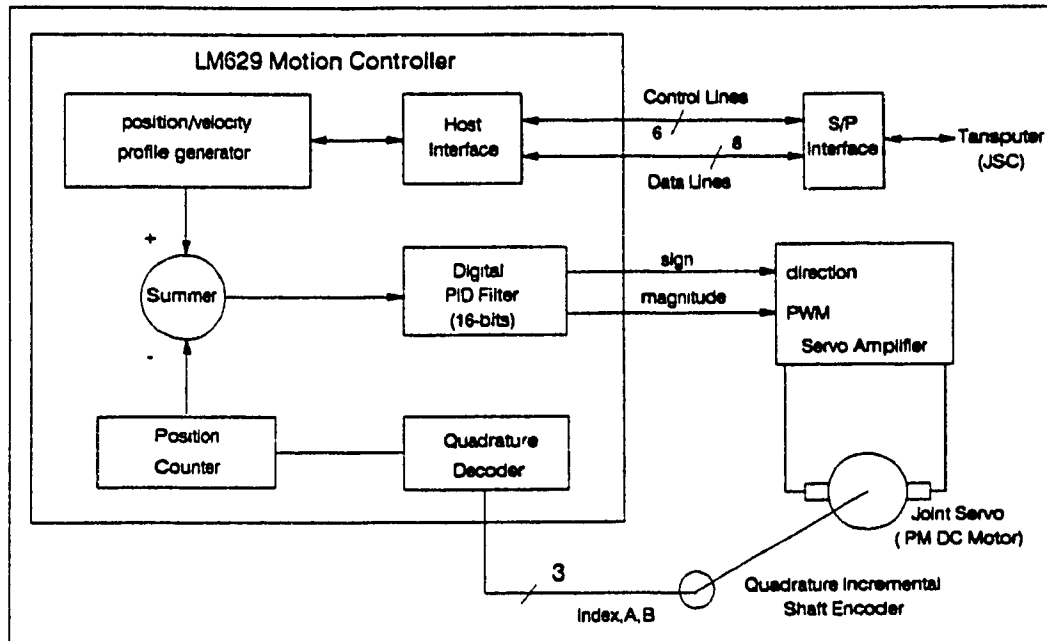 LM629 Motion Controller
position/velocity
profile generator
Host
Interface
Control Lines
6
8
Data Lines
S/P
Interface
Tansputer
(JSC)
+
Summer
-
Digital
PID Filter
(16-bits)
sign
magnitude
direction
PWM
Servo Amplifier
Position
Counter
Quadrature
Decoder
Joint Servo
( PM DC Motor)
3
Index,A,B
Quadrature Incremental
Shaft Encoder